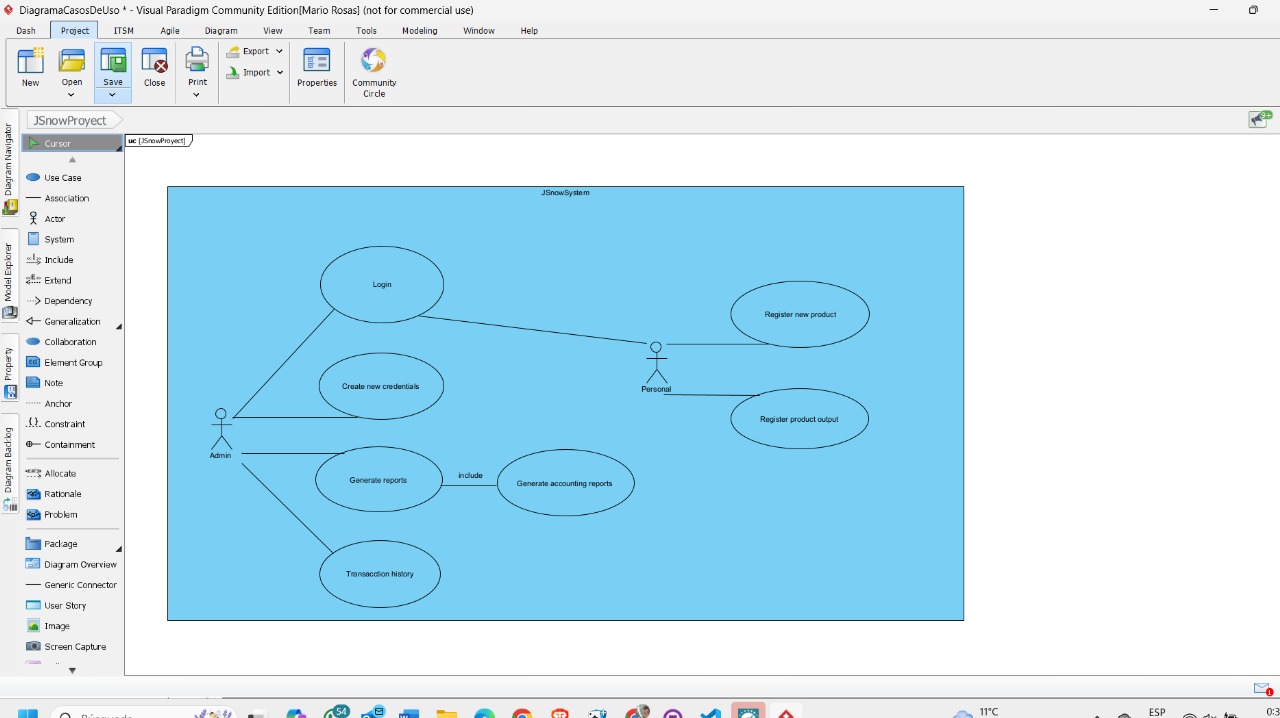 DiagramaCasosDeUso * - Visual Paradigm Community Edition[Mario Rosas] (not for commercial use)
Dash Project ITSM Agile Diagram View Team Tools Modeling Window Help
New Open Save Close Print Export Import Properties Community Circle
JSnowProyect
Diagram Navigator
Model Explorer
Property
Diagram Backlog
Cursor
Use Case
Association
Actor
System
Include
Extend
Dependency
Generalization
Collaboration
Element Group
Note
Anchor
Constraint
Containment
Allocate
Rationale
Problem
Package
Diagram Overview
Generic Connector
User Story
Image
Screen Capture
uc [JSnowProyect]
JSnowSystem
Login
Register new product
Create new credentials
Personal
Register product output
Admin
Generate reports
include
Generate accounting reports
Transacction history
54
11°C
ESP